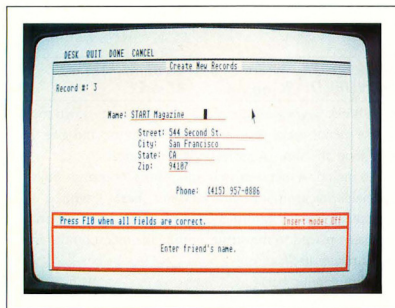 DESK QUIT DONE CANCEL
Create New Records
Record #: 3
Name: START Magazine
Street: 544 Second St.
City: San Francisco
State: CA
Zip: 94107
Phone: (415) 957-0886
Press F10 when all fields are correct. Insert mode: Off
Enter friend's name.